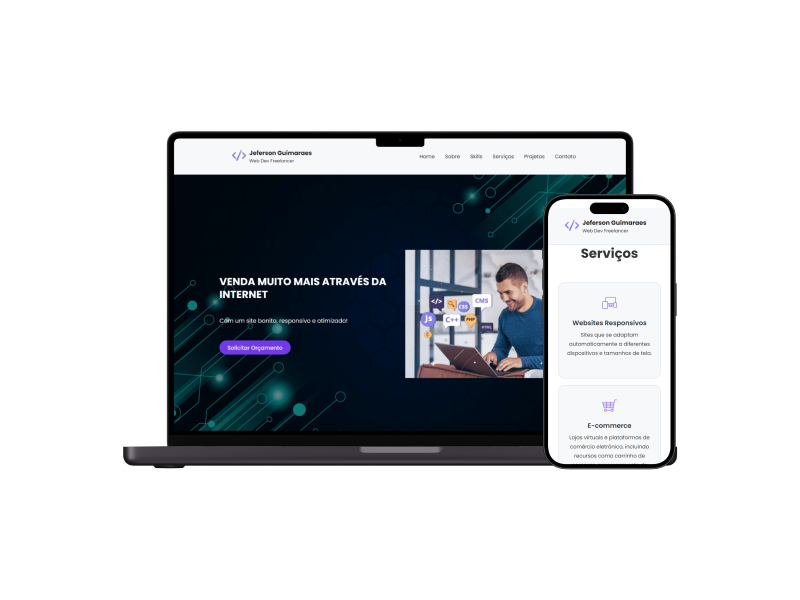 Jeferson Guimaraes
Web Dev Freelancer
Home Sobre Skills Serviços Projetos Contato
VENDA MUITO MAIS ATRAVÉS DA
INTERNET
Com um site bonito, responsivo e otimizado!
Solicitar Orçamento
</>
CSS
CMS
Js
C++
PHP
HTML
Jeferson Guimaraes
Web Dev Freelancer
Serviços
Websites Responsivos
Sites que se adaptam
automaticamente a diferentes
dispositivos e tamanhos de tela.
E-commerce
Lojas virtuais e plataformas de
comércio eletrônico, incluindo
recursos como carrinho de